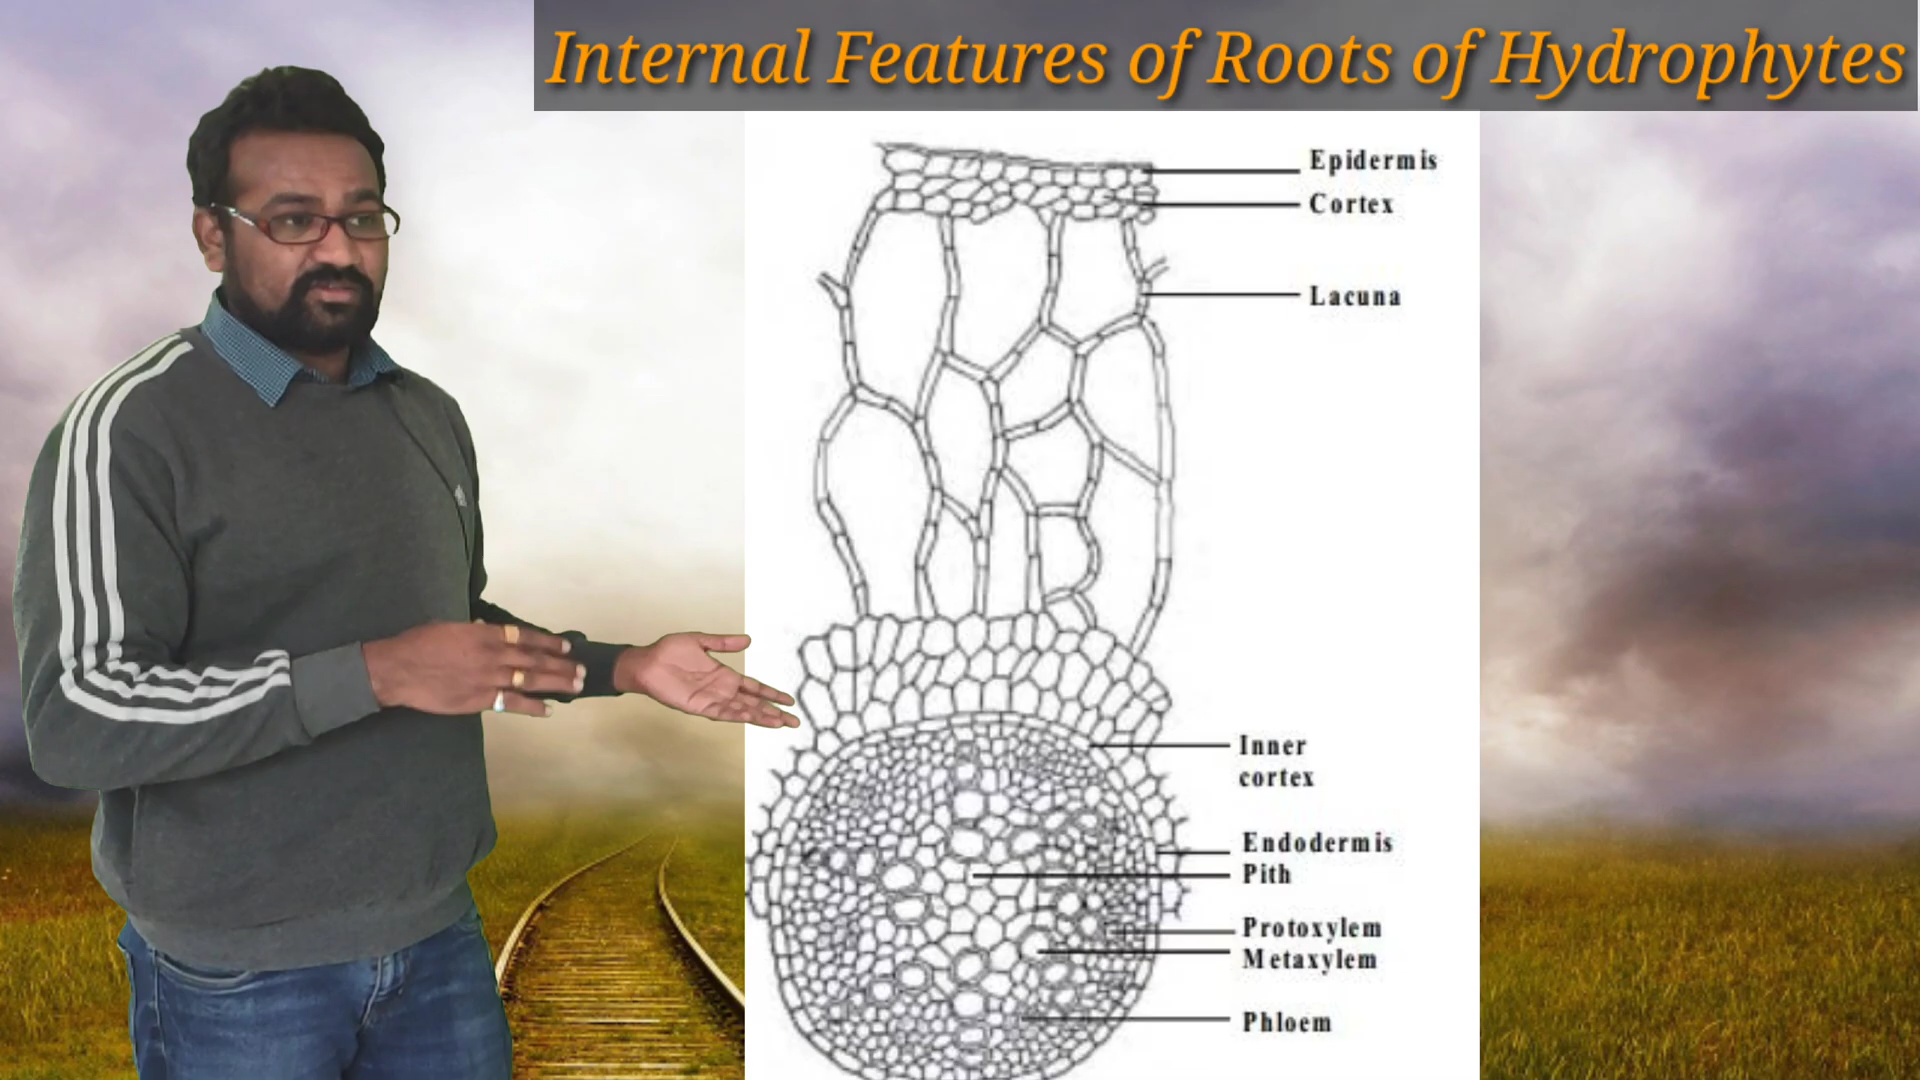 Internal Features of Roots of Hydrophytes
Epidermis
Cortex
Lacuna
Inner
cortex
Endodermis
Pith
Protoxylem
Metaxylem
Phloem